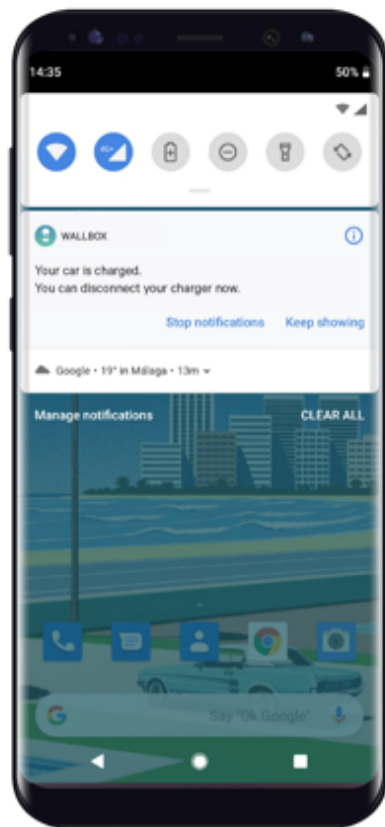 14:35 50%
4G+
WALLBOX
Your car is charged.
You can disconnect your charger now.
Stop notifications Keep showing
Google • 19° in Málaga • 13m
Manage notifications CLEAR ALL
G Say "Ok Google"